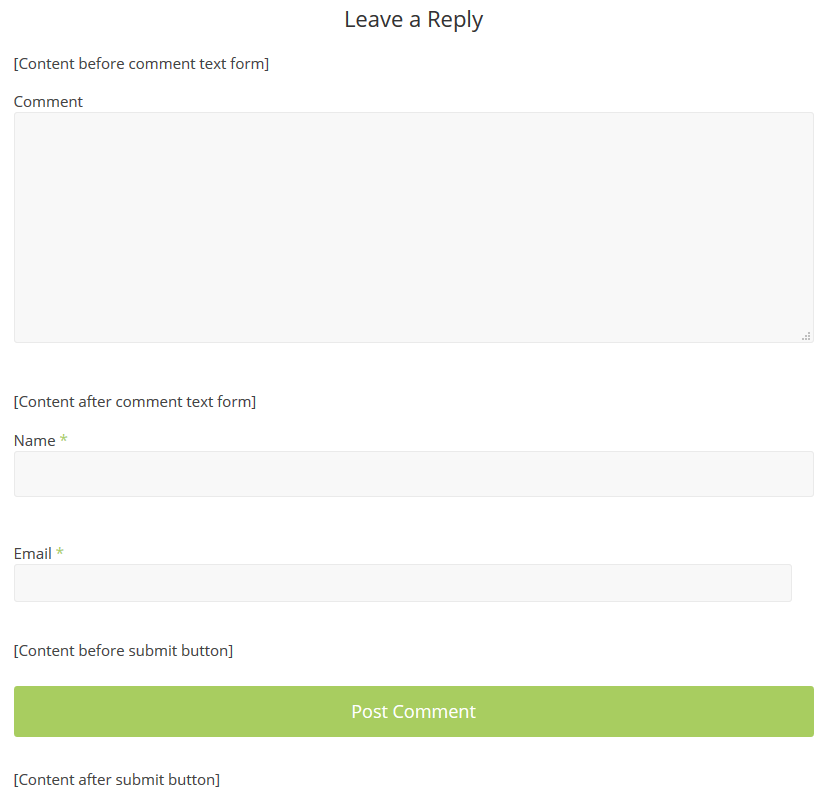 Leave a Reply
[Content before comment text form]
Comment
[Content after comment text form]
Name *
Email *
[Content before submit button]
Post Comment
[Content after submit button]